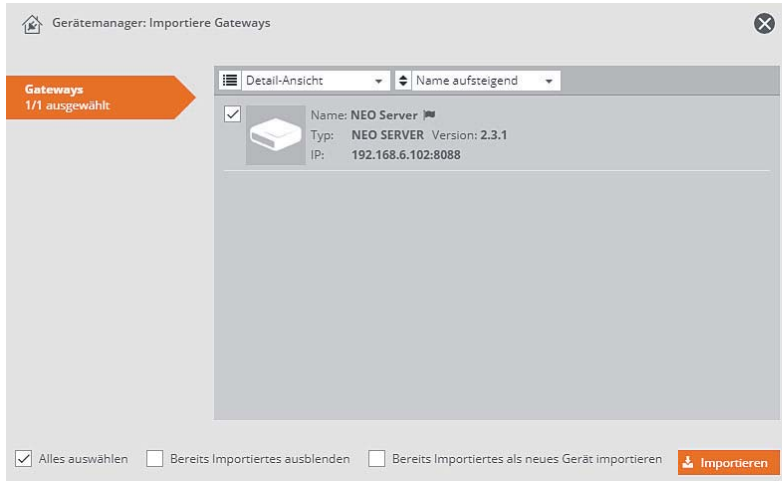 Gerätemanager: Importiere Gateways
Gateways
1/1 ausgewählt
Detail-Ansicht
Name aufsteigend
Name: NEO Server
Typ: NEO SERVER Version: 2.3.1
IP: 192.168.6.102:8088
Alles auswählen
Bereits Importiertes ausblenden
Bereits Importiertes als neues Gerät importieren
Importieren